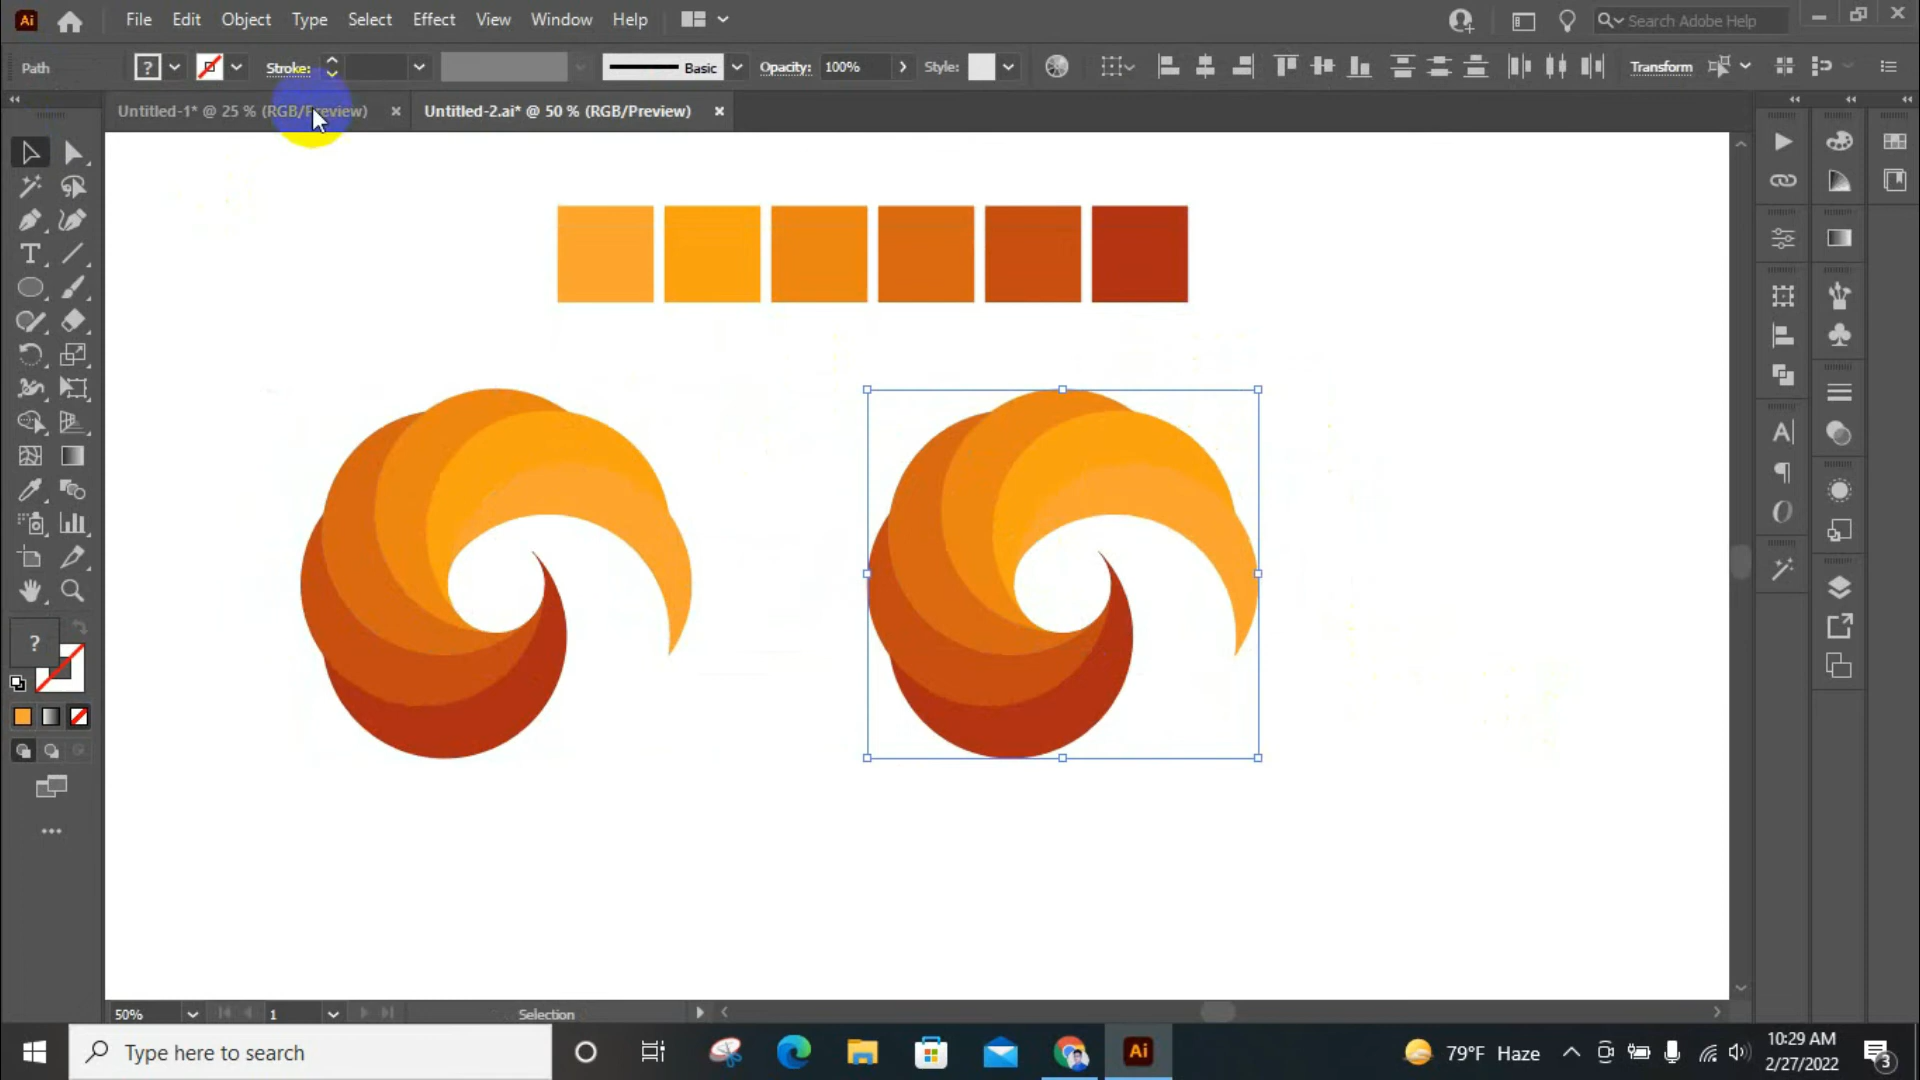 Ai File Edit Object Type Select Effect View Window Help Search Adobe Help
Path ? Stroke: Basic Opacity: 100% Style: Transform
Untitled-1* @ 25 % (RGB/Preview) × Untitled-2.ai* @ 50 % (RGB/Preview) ×
?
50% 1 Selection
Type here to search Ai 79°F Haze 10:29 AM
2/27/2022 3